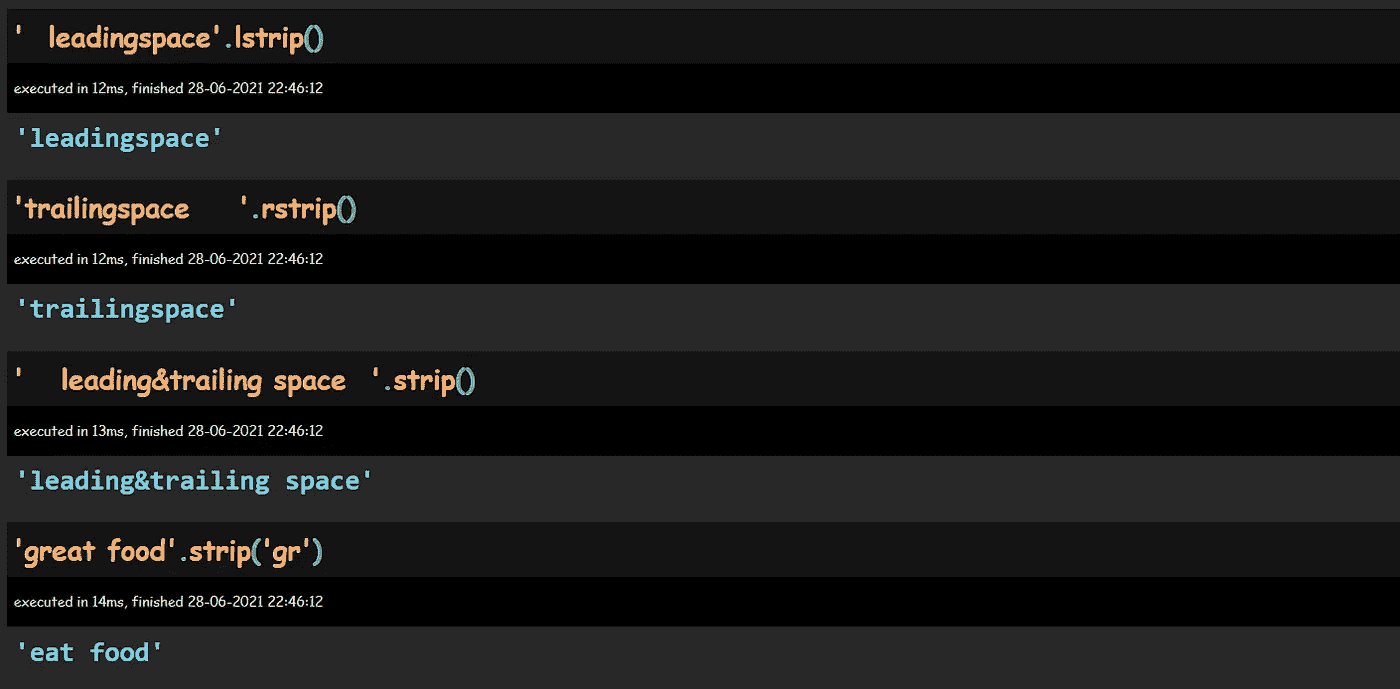 '   leadingspace'.lstrip()
executed in 12ms, finished 28-06-2021 22:46:12
'leadingspace'
'trailingspace    '.rstrip()
executed in 12ms, finished 28-06-2021 22:46:12
'trailingspace'
'   leading&trailing space  '.strip()
executed in 13ms, finished 28-06-2021 22:46:12
'leading&trailing space'
'great food'.strip('gr')
executed in 14ms, finished 28-06-2021 22:46:12
'eat food'